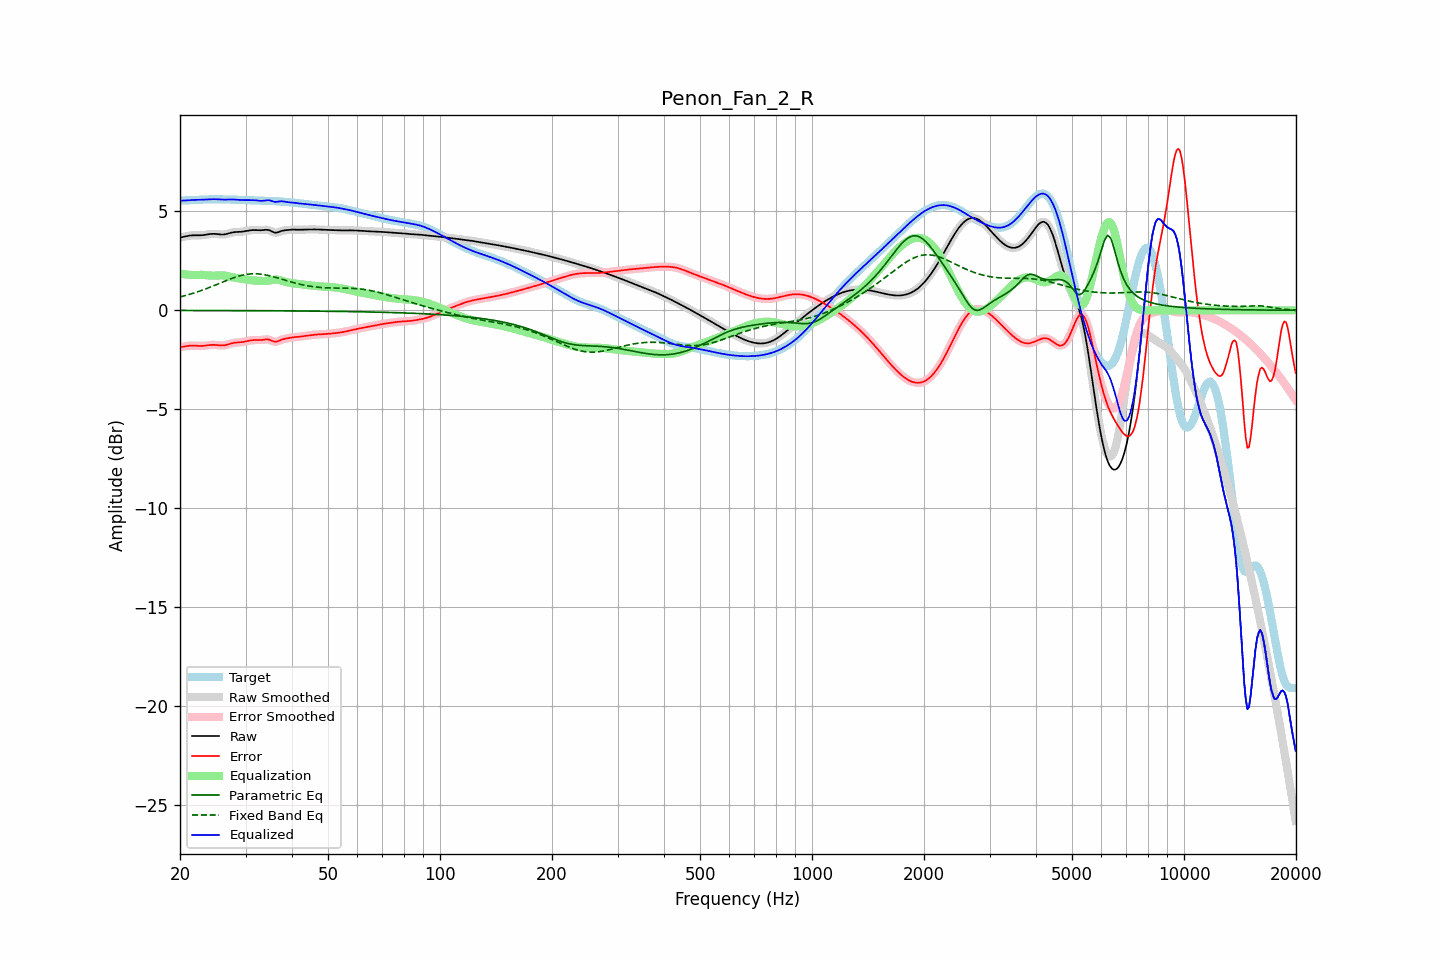 Penon_Fan_2_R
Amplitude (dBr)
5
0
−5
−10
−15
−20
−25
Target
Raw Smoothed
Error Smoothed
Raw
Error
Equalization
Parametric Eq
Fixed Band Eq
Equalized
20 50 100 200 500 1000 2000 5000 10000 20000
Frequency (Hz)